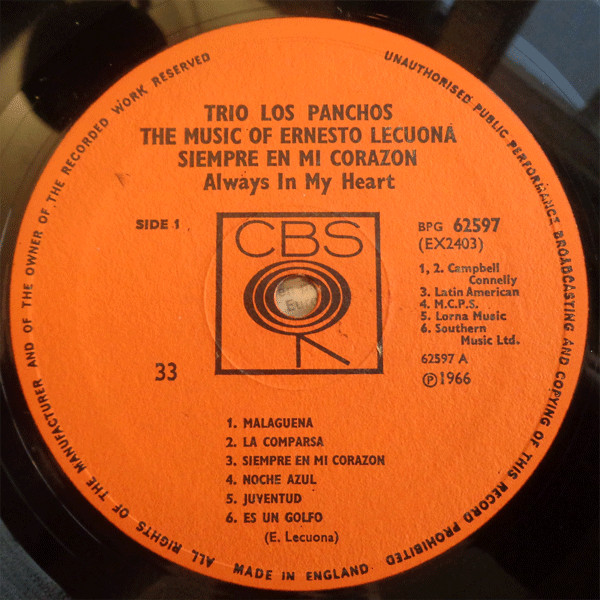 ALL RIGHTS OF THE MANUFACTURER AND OF THE OWNER OF THE RECORDED WORK RESERVED
UNAUTHORISED PUBLIC PERFORMANCE BROADCASTING AND COPYING OF THIS RECORD PROHIBITED
TRIO LOS PANCHOS
THE MUSIC OF ERNESTO LECUONA
SIEMPRE EN MI CORAZON
Always In My Heart
SIDE 1
CBS
BPG 62597
(EX2403)
1, 2. Campbell
Connelly
3. Latin American
4. M.C.P.S.
5. Lorna Music
6. Southern
Music Ltd.
62597 A
℗1966
33
1. MALAGUENA
2. LA COMPARSA
3. SIEMPRE EN MI CORAZON
4. NOCHE AZUL
5. JUVENTUD
6. ES UN GOLFO
(E. Lecuona)
MADE IN ENGLAND